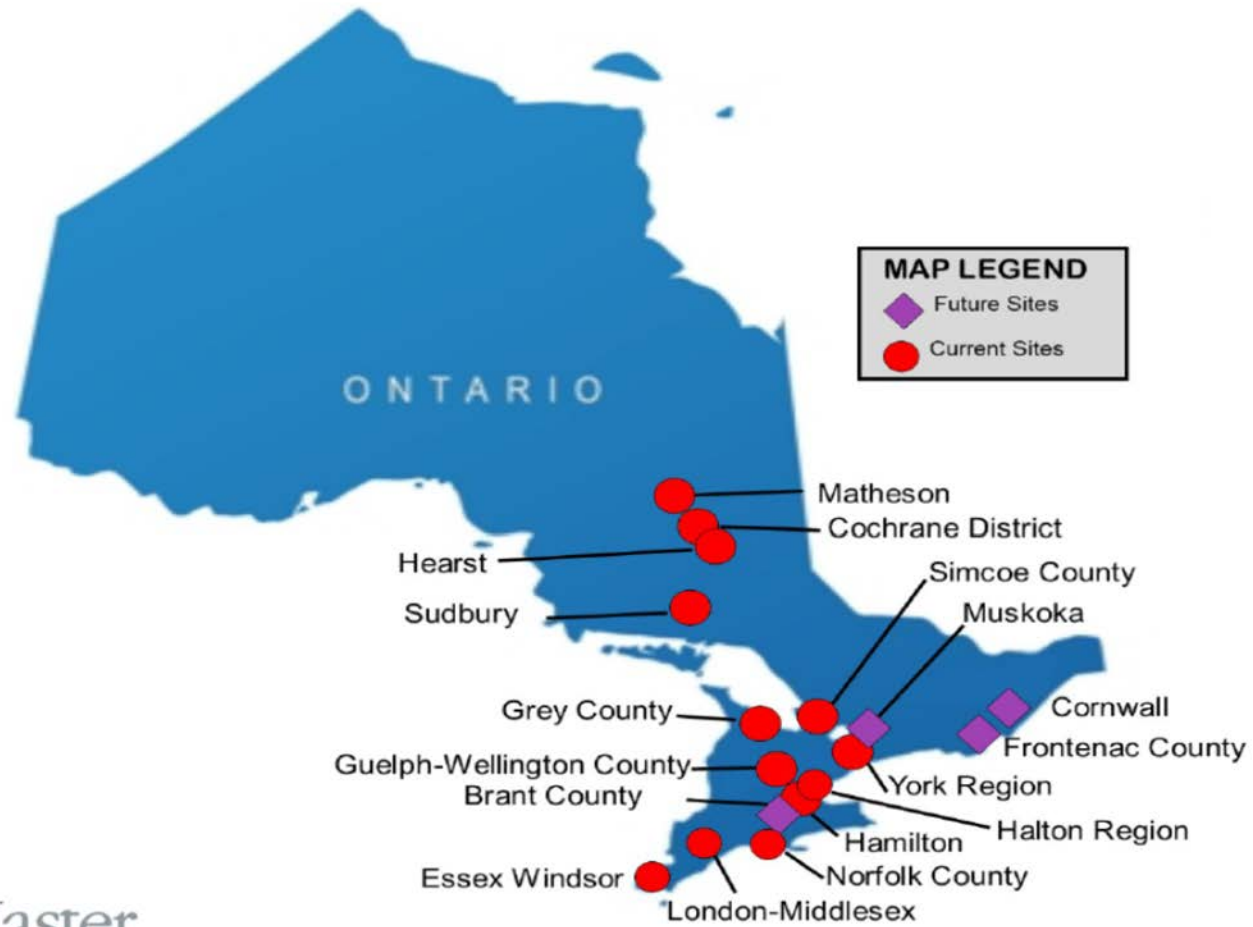 ONTARIO
MAP LEGEND
Future Sites
Current Sites
Matheson
Cochrane District
Hearst
Simcoe County
Sudbury
Muskoka
Grey County
Cornwall
Frontenac County
Guelph-Wellington County
York Region
Brant County
Halton Region
Hamilton
Essex Windsor
Norfolk County
London-Middlesex